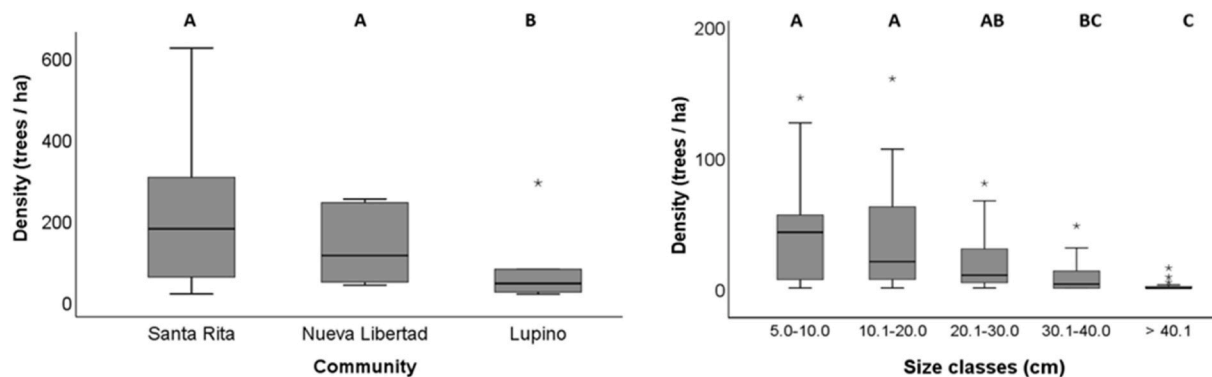 A A B
Density (trees / ha)
600
400
200
0
Santa Rita Nueva Libertad Lupino
Community
A A AB BC C
Density (trees / ha)
200
100
0
5.0-10.0 10.1-20.0 20.1-30.0 30.1-40.0 > 40.1
Size classes (cm)